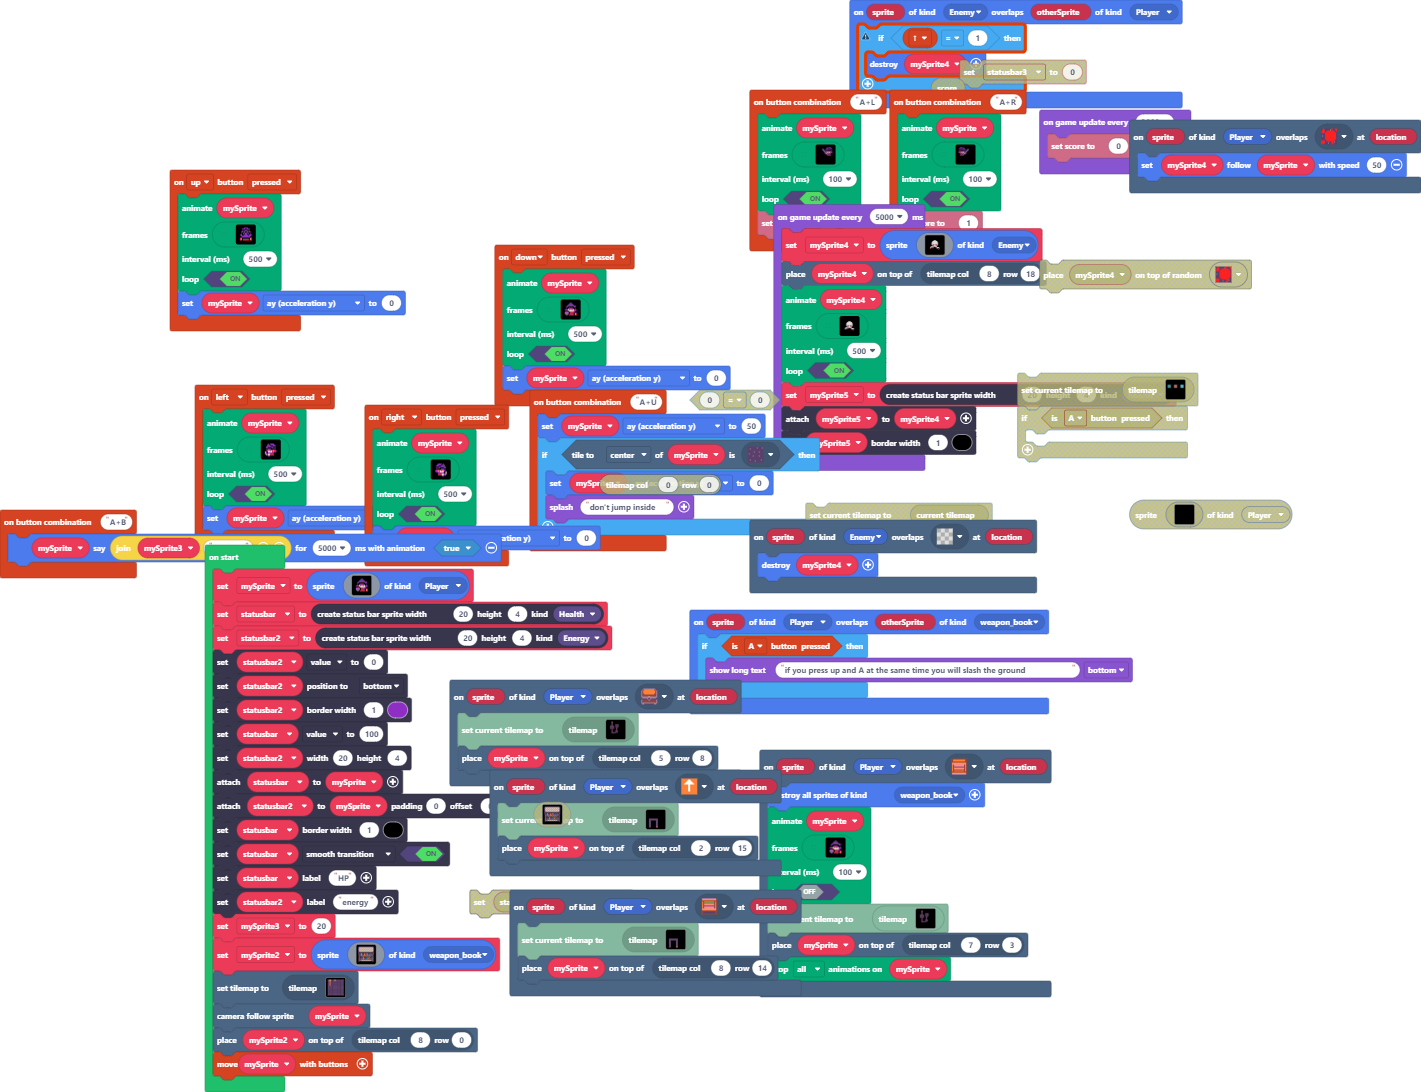 on sprite of kind Enemy overlaps otherSprite of kind Player
if = 1 then
destroy mySprite4
set statusbar3 to 0
score
on button combination "A+L"
animate mySprite
frames
interval (ms) 100
loop ON
set
on button combination "A+R"
animate mySprite
frames
interval (ms) 100
loop ON
re to 1
on game update every
set score to 0
on sprite of kind Player overlaps at location
set mySprite4 follow mySprite with speed 50
on up button pressed
animate mySprite
frames
interval (ms) 500
loop ON
set mySprite ay (acceleration y) to 0
on game update every 5000 ms
set mySprite4 to sprite of kind Enemy
place mySprite4 on top of tilemap col 8 row 18
animate mySprite4
frames
interval (ms) 500
loop ON
set mySprite5 to create status bar sprite width
attach mySprite5 to mySprite4
ySprite5 border width 1
place mySprite4 on top of random
on down button pressed
animate mySprite
frames
interval (ms) 500
loop ON
set mySprite ay (acceleration y) to 0
0 = 0
set current tilemap to tilemap
if is A button pressed then
on left button pressed
animate mySprite
frames
interval (ms) 500
loop ON
set mySprite ay (acceleration
on right button pressed
animate mySprite
frames
interval (ms) 500
loop ON
ation y) to 0
on button combination "A+U
set mySprite ay (acceleration y) to 50
if tile to center of mySprite is then
set mySpr to 0
tilemap col 0 row 0
splash "don't jump inside
set current tilemap to current tilemap
sprite of kind Player
on button combination "A+B
mySprite say join mySprite3 for 5000 ms with animation true
on sprite of kind Enemy overlaps at location
destroy mySprite4
on start
set mySprite to sprite of kind Player
set statusbar to create status bar sprite width 20 height 4 kind Health
set statusbar2 to create status bar sprite width 20 height 4 kind Energy
set statusbar2 value to 0
set statusbar2 position to bottom
set statusbar2 border width 1
set statusbar value to 100
set statusbar2 width 20 height 4
attach statusbar to mySprite
attach statusbar2 to mySprite padding 0 offset
set statusbar border width 1
set statusbar smooth transition ON
set statusbar label "HP"
set statusbar2 label "energy"
set mySprite3 to 20
set mySprite2 to sprite of kind weapon_book
set tilemap to tilemap
camera follow sprite mySprite
place mySprite2 on top of tilemap col 8 row 0
move mySprite with buttons
on sprite of kind Player overlaps otherSprite of kind weapon_book
if is A button pressed then
show long text "if you press up and A at the same time you will slash the ground" bottom
on sprite of kind Player overlaps at location
set current tilemap to tilemap
place mySprite on top of tilemap col 5 row 8
on sprite of kind Player overlaps at location
set curre p to tilemap
place mySprite on top of tilemap col 2 row 15
on sprite of kind Player overlaps at location
stroy all sprites of kind weapon_book
animate mySprite
frames
erval (ms) 100
OFF
ent tilemap to tilemap
place mySprite on top of tilemap col 7 row 3
op all animations on mySprite
set sta
on sprite of kind Player overlaps at location
set current tilemap to tilemap
place mySprite on top of tilemap col 8 row 14